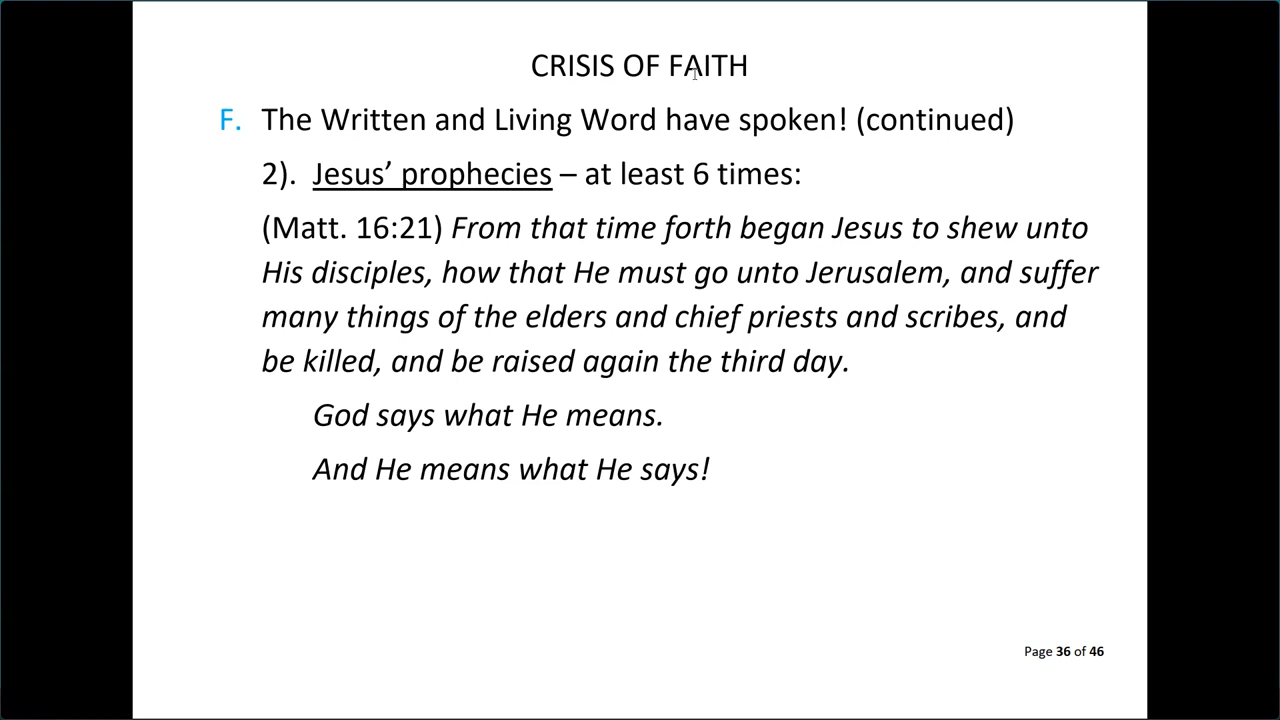 CRISIS OF FAITH
F. The Written and Living Word have spoken! (continued)
2). Jesus’ prophecies – at least 6 times:
(Matt. 16:21) From that time forth began Jesus to shew unto
His disciples, how that He must go unto Jerusalem, and suffer
many things of the elders and chief priests and scribes, and
be killed, and be raised again the third day.
God says what He means.
And He means what He says!
Page 36 of 46